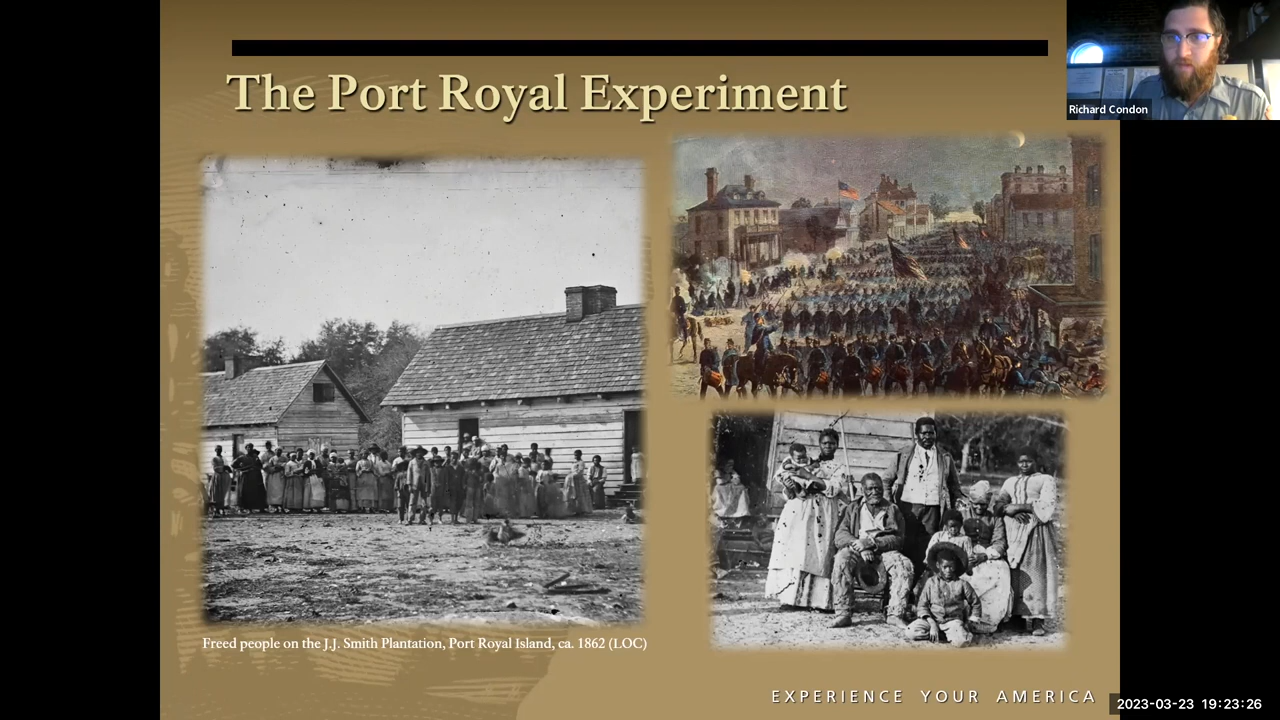 The Port Royal Experiment
Richard Condon
Freed people on the J.J. Smith Plantation, Port Royal Island, ca. 1862 (LOC)
EXPERIENCE YOUR AMERICA
2023-03-23 19:23:26